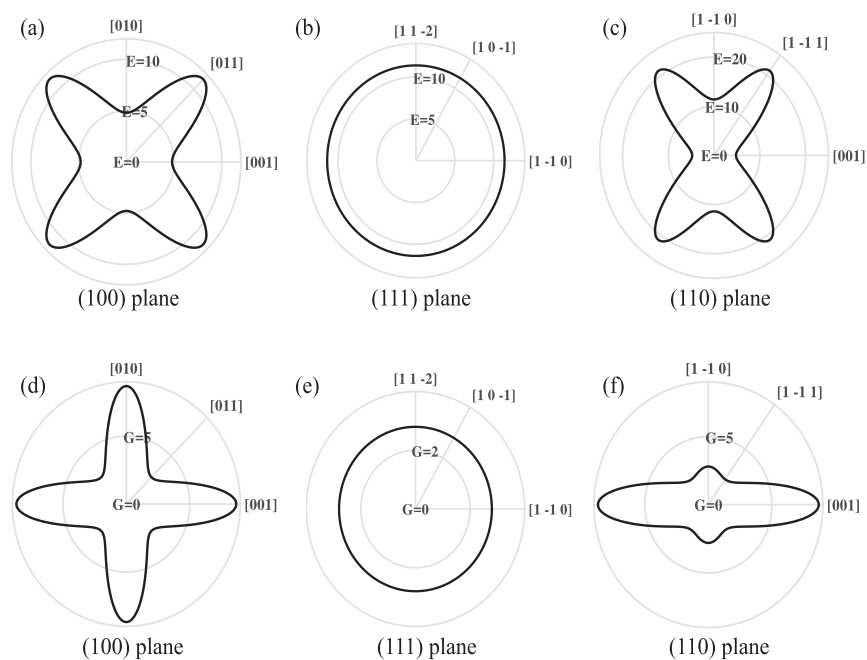 (a)
[010]
E=10
[011]
E=5
E=0
[001]
(100) plane
(b)
[1 1 -2]
[1 0 -1]
E=10
E=5
E=0
[1 -1 0]
(111) plane
(c)
[1 -1 0]
[1 -1 1]
E=20
E=10
E=0
[001]
(110) plane
(d)
[010]
[011]
G=5
G=0
[001]
(100) plane
(e)
[1 1 -2]
[1 0 -1]
G=2
G=0
[1 -1 0]
(111) plane
(f)
[1 -1 0]
[1 -1 1]
G=5
G=0
[001]
(110) plane